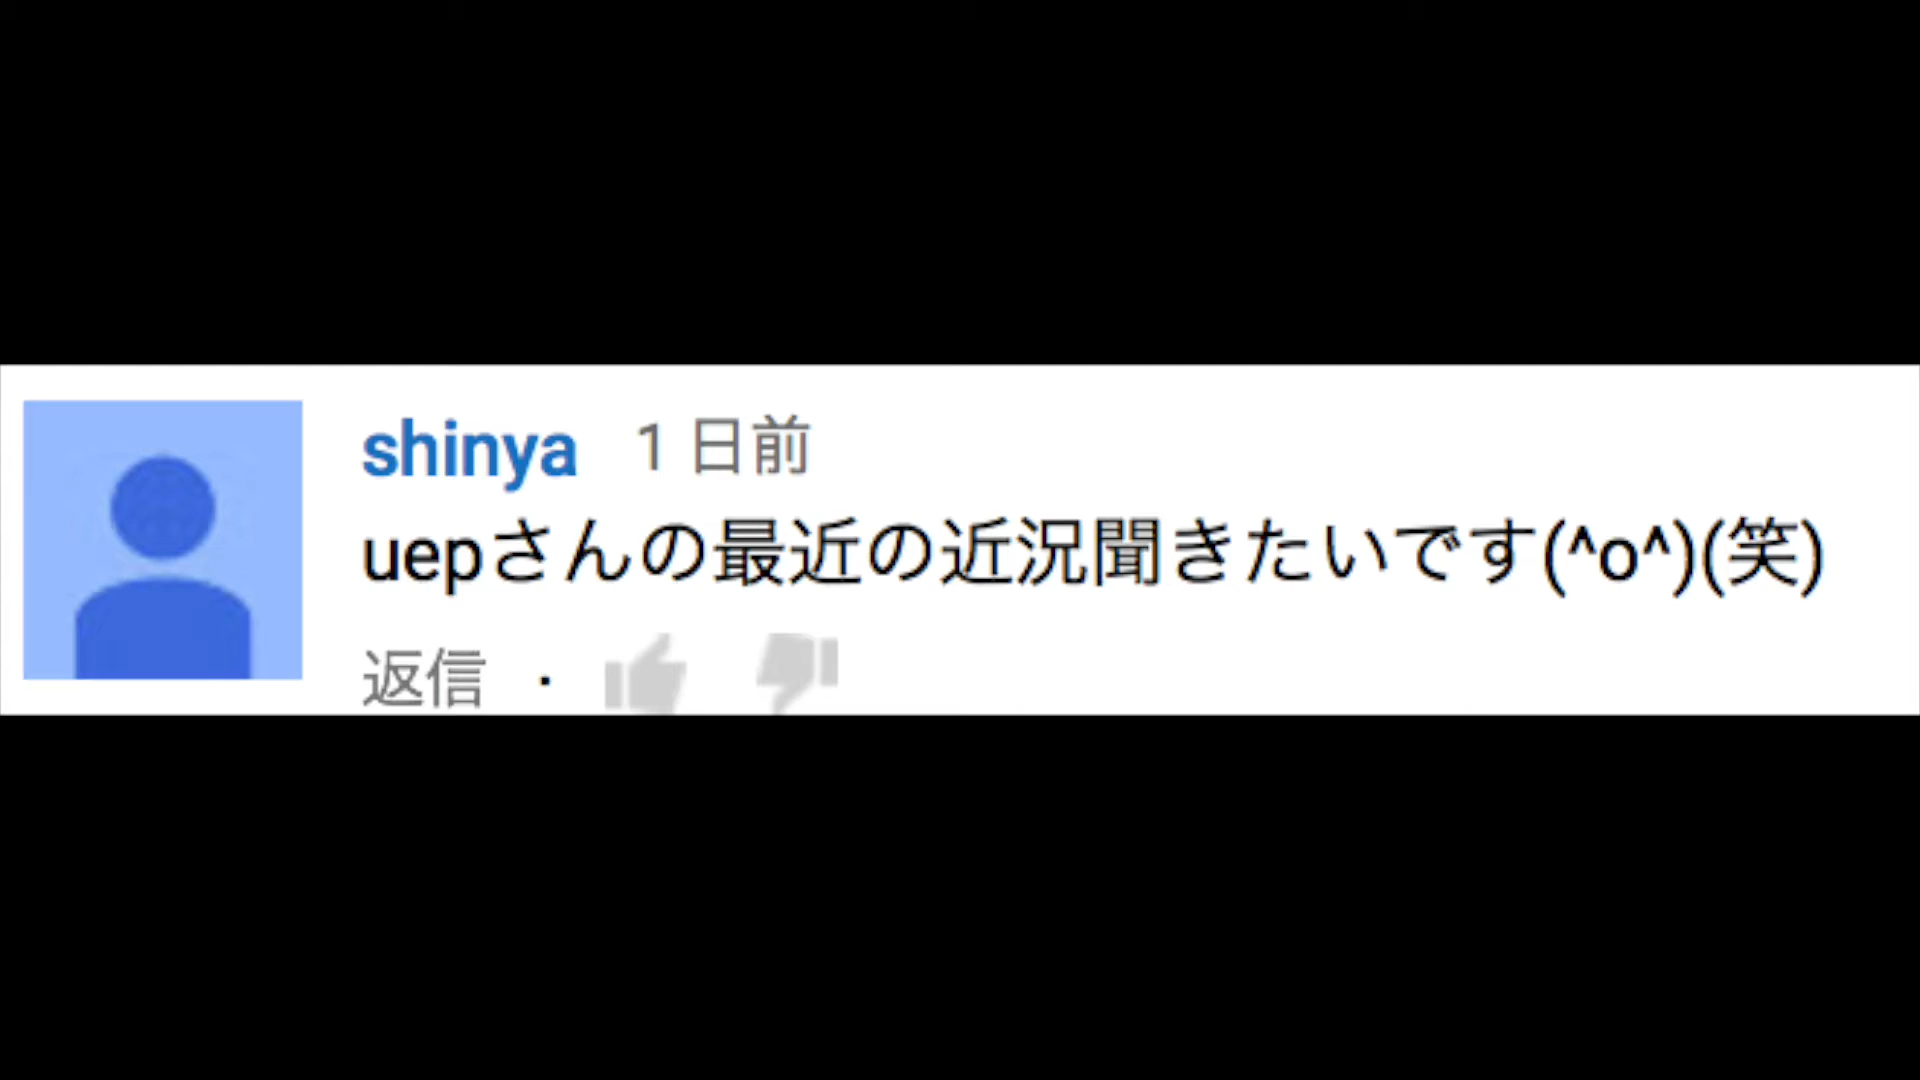 shinya 1 日前
uepさんの最近の近況聞きたいです(^o^)(笑)
返信 ·